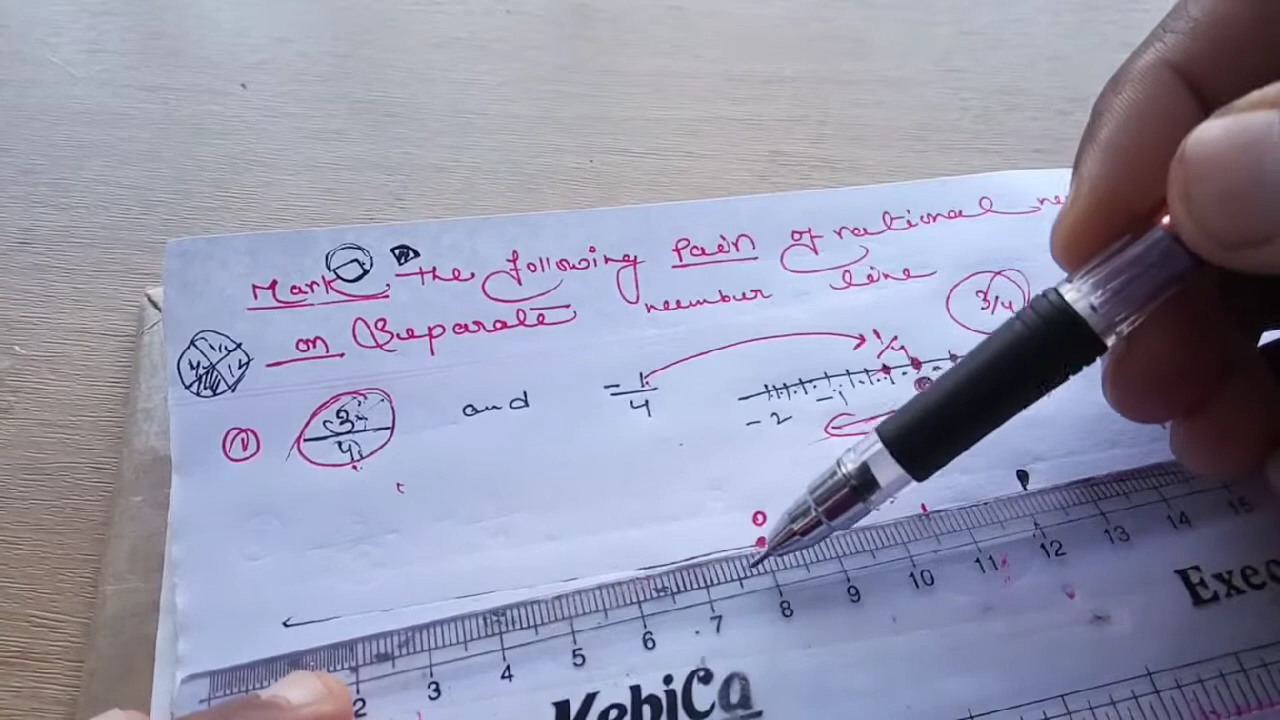 Mark the following pair of rational
on Separate number line
3/4
1/4
3
4
and
-1
4
-2
-1
0
P
2 3 4 5 6 7 8 9 10 11 12 13 14 15
KebiCa
Exec